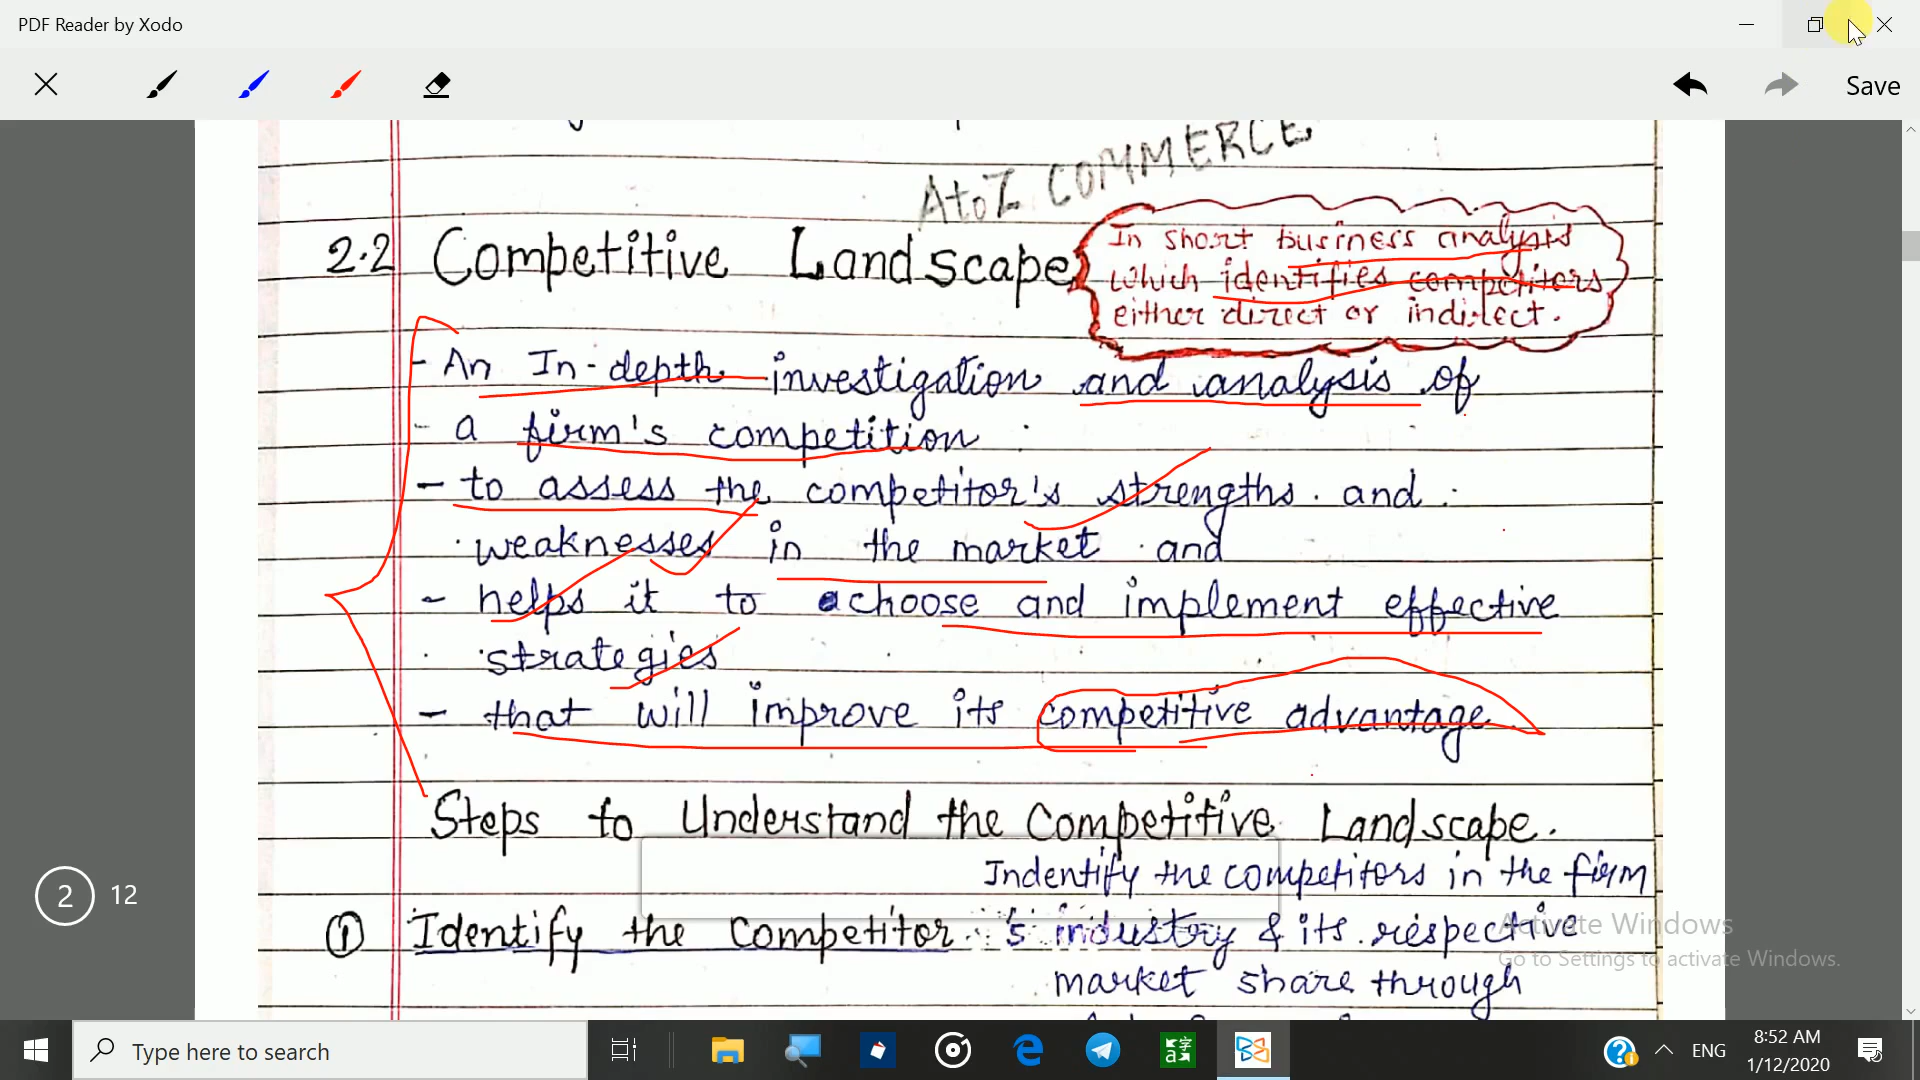 PDF Reader by Xodo
Save
AtoZ COMMERCE
2.2 Competitive Landscape
In short business analysis
which identifies competitors
either direct or indirect.
- An In-depth investigation and analysis of
- a firm's competition
- to assess the competitor's strengths and
weaknesses in the market and
- helps it to choose and implement effective
strategies
- that will improve its competitive advantage
Steps to Understand the Competitive Landscape.
Indentify the competitors in the firm
① Identify the Competitor 's industry & its respective
market share through
2 12
Activate Windows
Go to Settings to activate Windows.
Type here to search
ENG
8:52 AM
1/12/2020